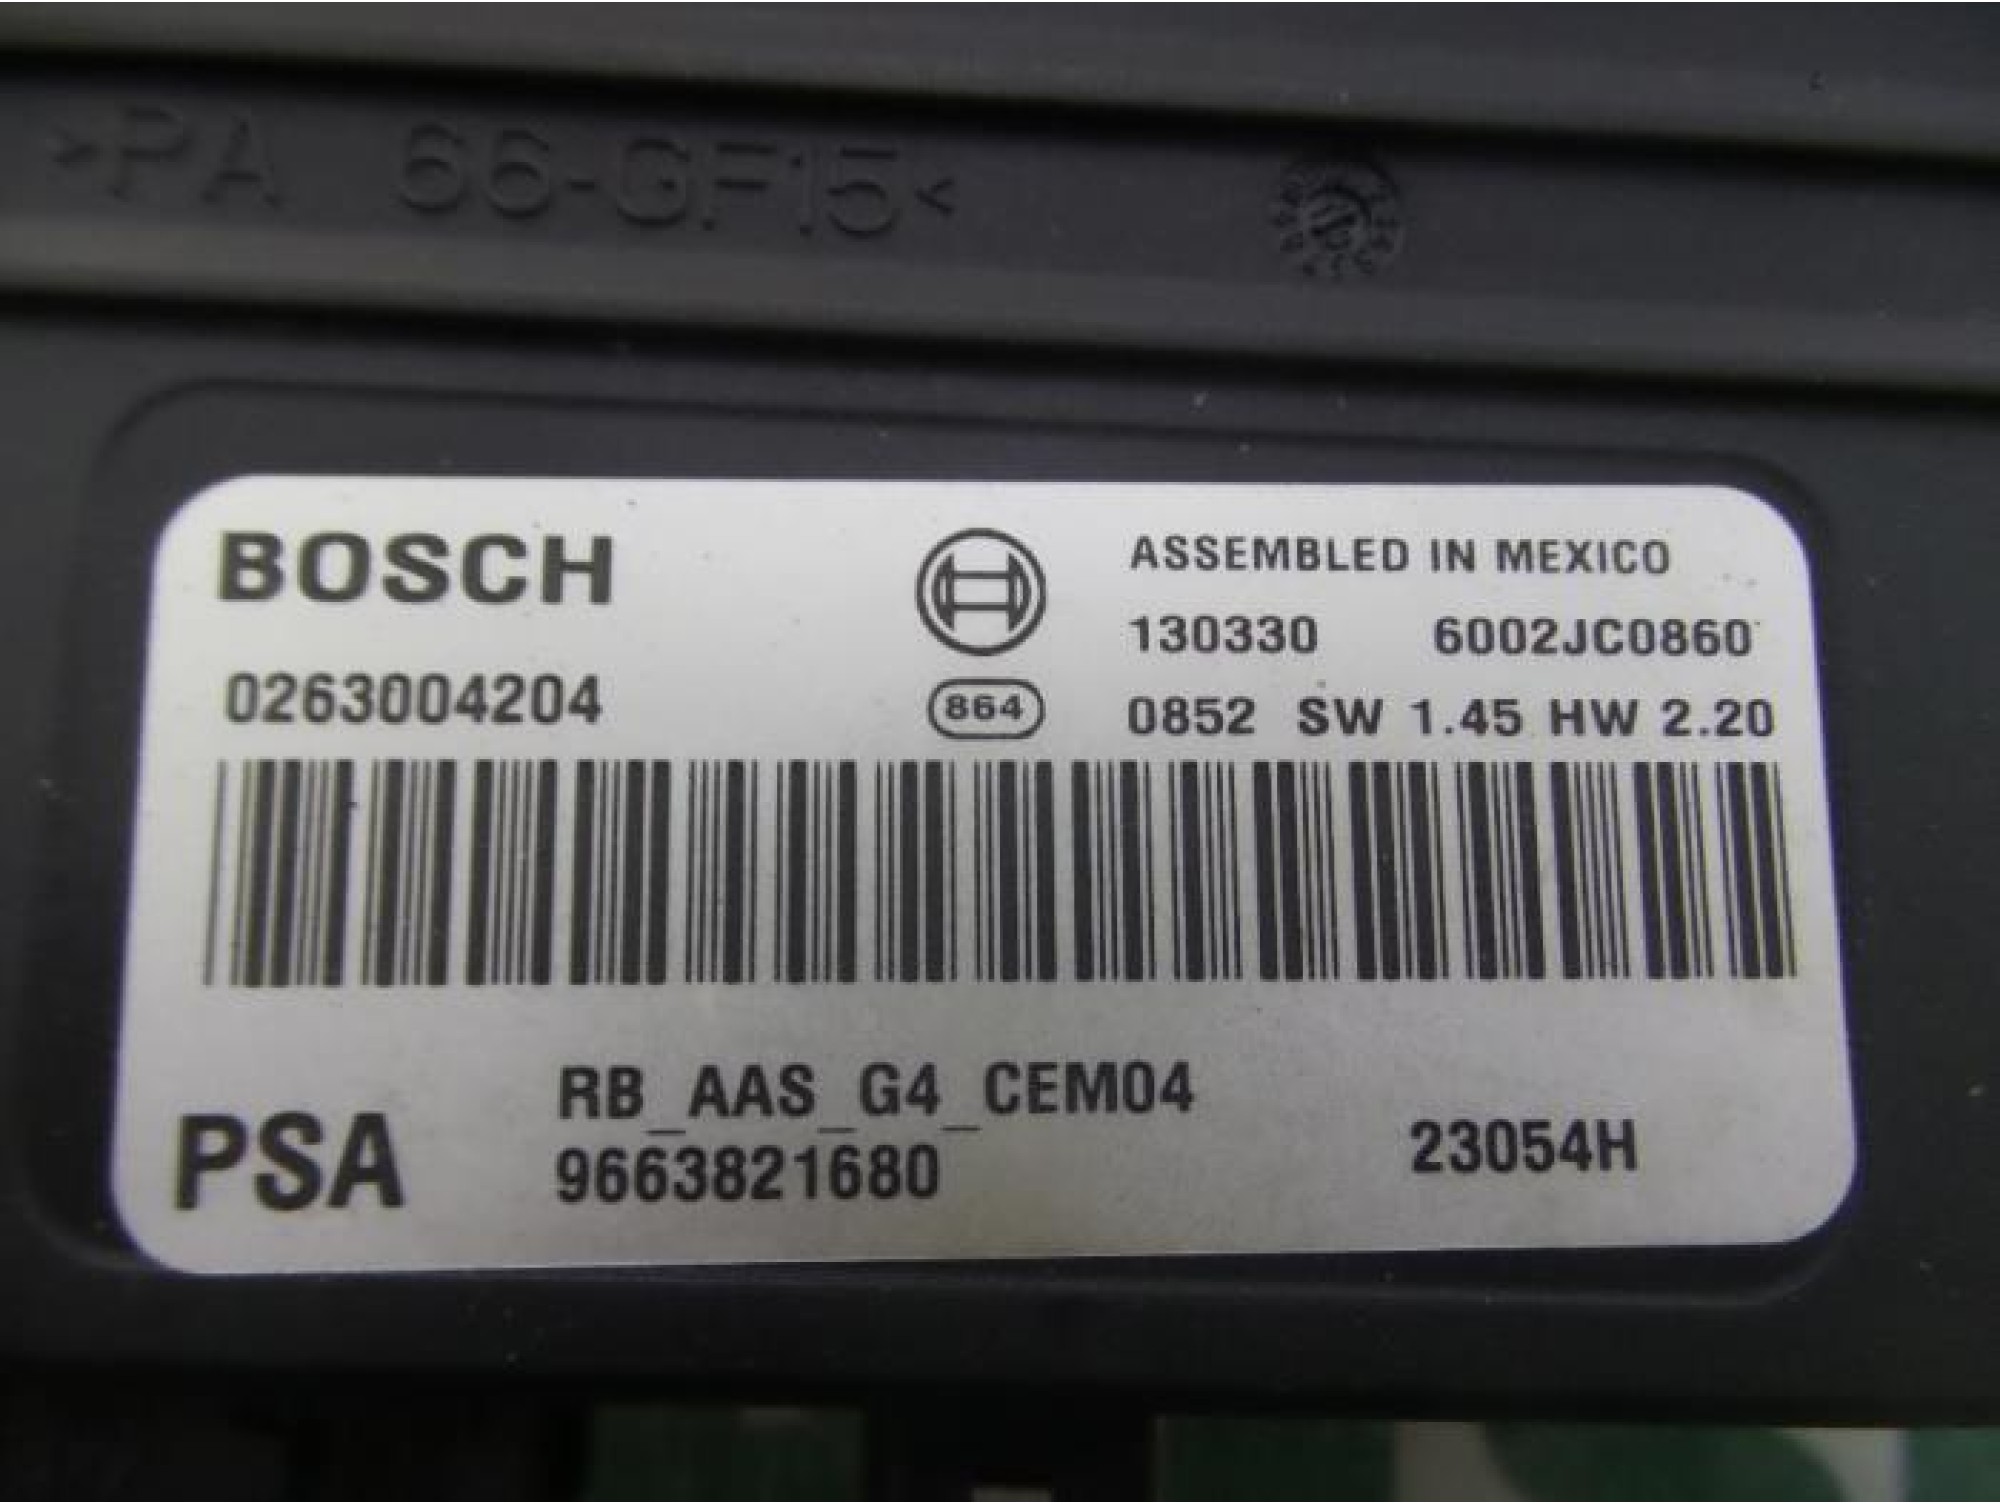 >PA 66-GF15<
BOSCH
ASSEMBLED IN MEXICO
130330 6002JC0860
0263004204
864
0852 SW 1.45 HW 2.20
RB_AAS_G4_CEM04
PSA
9663821680
23054H